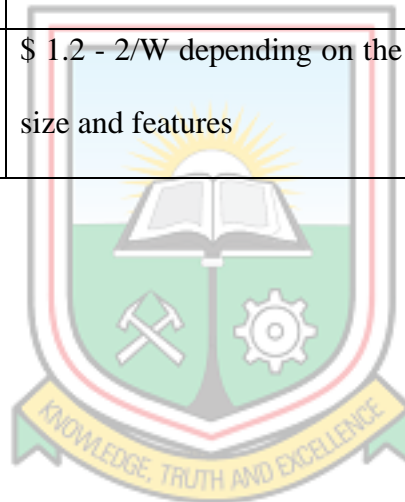 $ 1.2 - 2/W depending on the
size and features
KNOWLEDGE, TRUTH AND EXCELLENCE